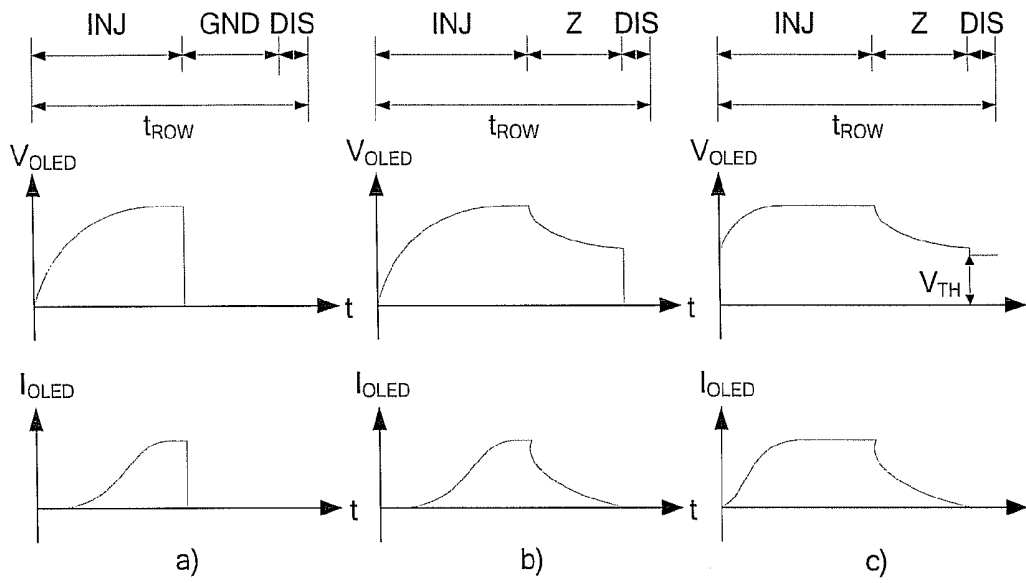 INJ GND DIS INJ Z DIS INJ Z DIS
tROW tROW tROW
VOLED VOLED VOLED
VTH
t t
IOLED IOLED IOLED
t t
a) b) c)